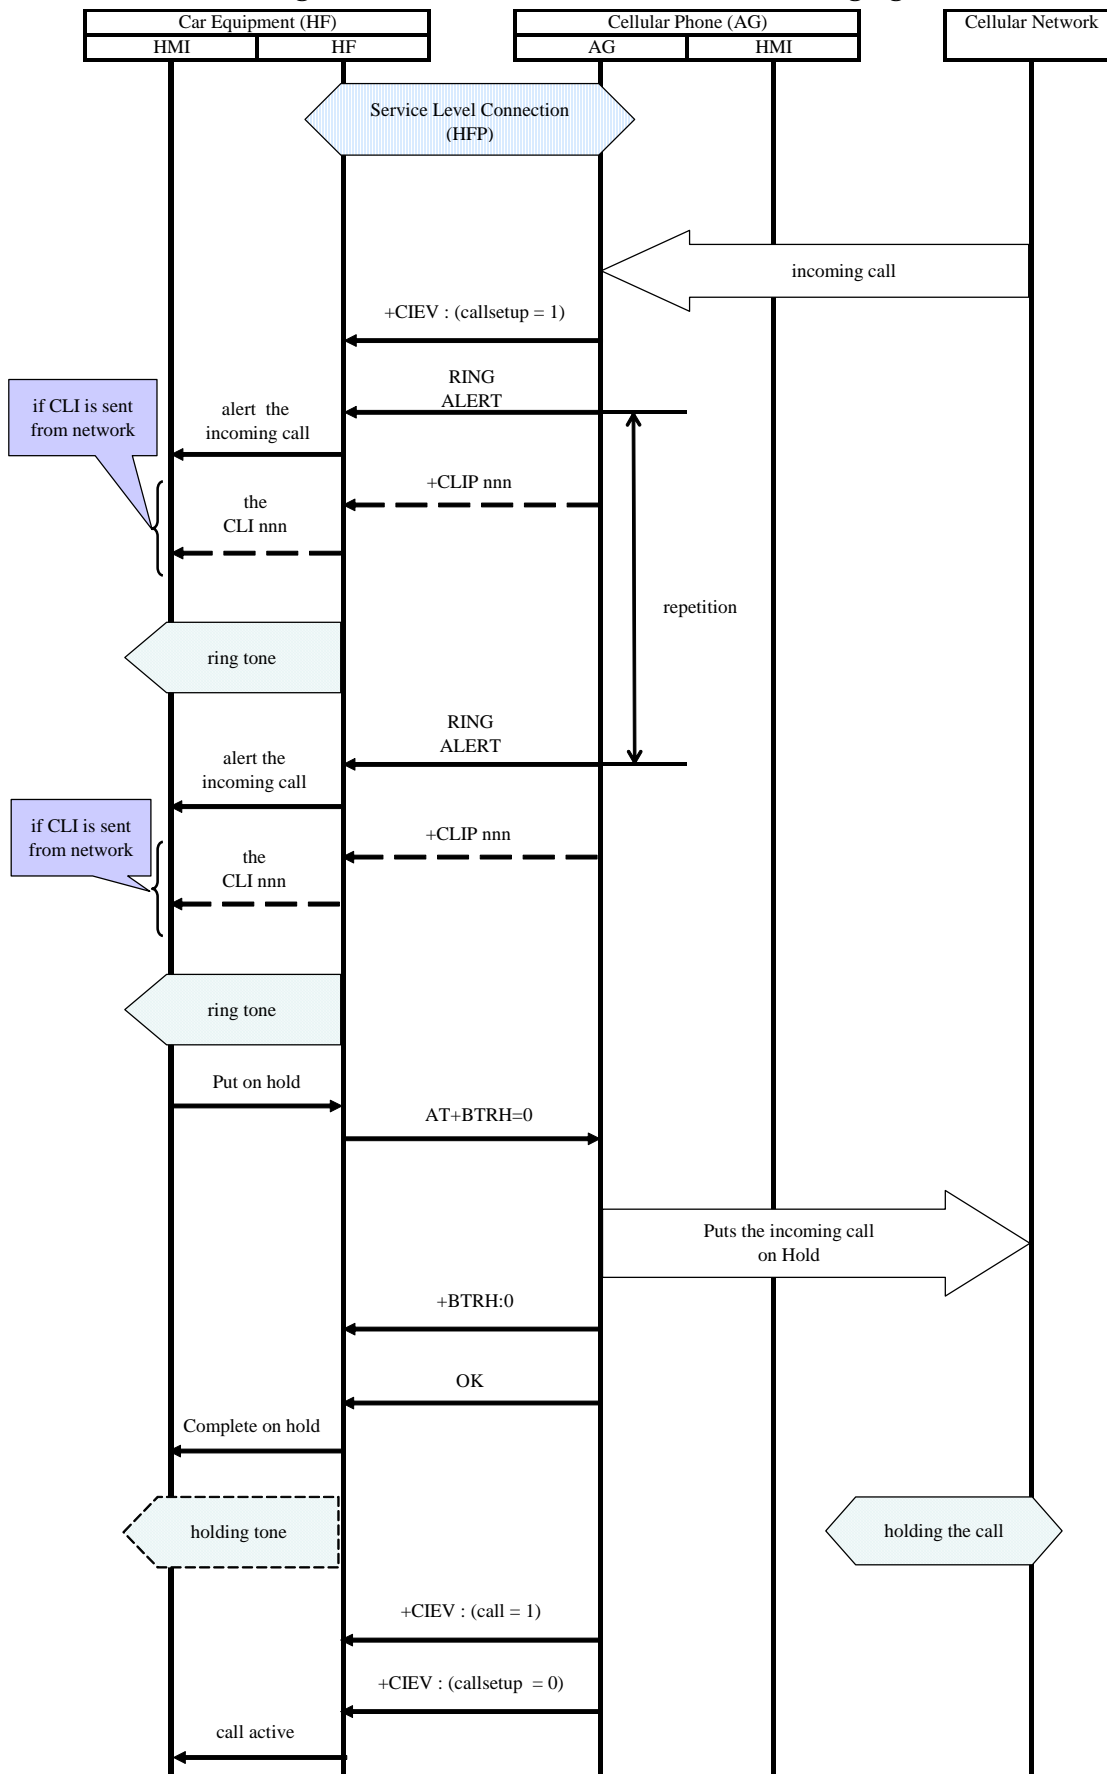 Car Equipment (HF)
Cellular Phone (AG)
Cellular Network
HMI
HF
AG
HMI
Service Level Connection
(HFP)
incoming call
+CIEV : (callsetup = 1)
RING
ALERT
if CLI is sent
from network
alert the
incoming call
+CLIP nnn
the
CLI nnn
repetition
ring tone
RING
ALERT
alert the
incoming call
if CLI is sent
from network
+CLIP nnn
the
CLI nnn
ring tone
Put on hold
AT+BTRH=0
Puts the incoming call
on Hold
+BTRH:0
OK
Complete on hold
holding tone
holding the call
+CIEV : (call = 1)
+CIEV : (callsetup = 0)
call active